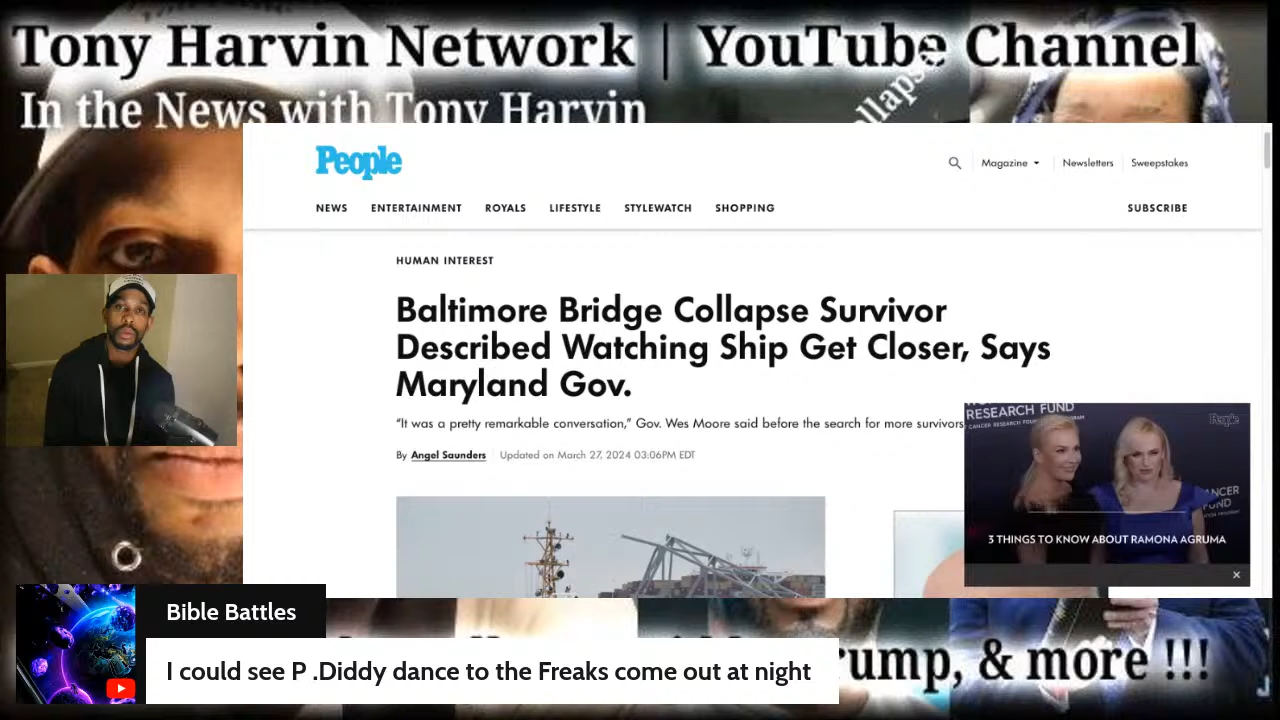 Tony Harvin Network | YouTube Channel
In the News with Tony Harvin
ollapse
People
Magazine
Newsletters
Sweepstakes
NEWS ENTERTAINMENT ROYALS LIFESTYLE STYLEWATCH SHOPPING SUBSCRIBE
HUMAN INTEREST
Baltimore Bridge Collapse Survivor
Described Watching Ship Get Closer, Says
Maryland Gov.
“It was a pretty remarkable conversation,” Gov. Wes Moore said before the search for more survivors
By Angel Saunders Updated on March 27, 2024 03:06PM EDT
RESEARCH FUND
People
3 THINGS TO KNOW ABOUT RAMONA AGRUMA
Bible Battles
I could see P .Diddy dance to the Freaks come out at night
rump, & more !!!